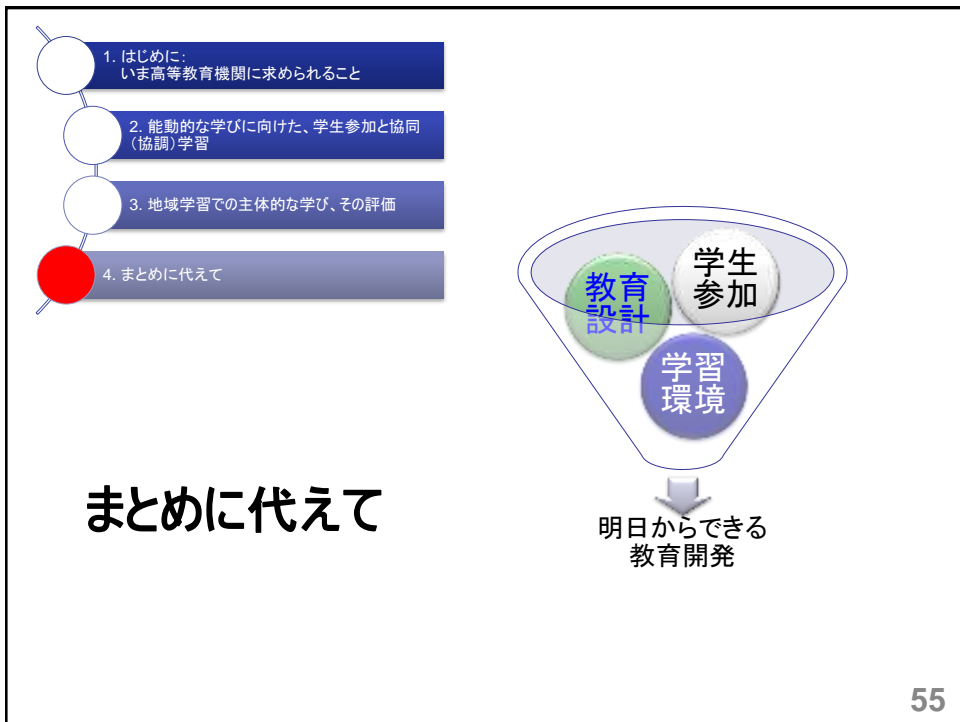 1. はじめに：
いま高等教育機関に求められること
2. 能動的な学びに向けた、学生参加と協同
（協調）学習
3. 地域学習での主体的な学び、その評価
4. まとめに代えて
教育
設計
学生
参加
学習
環境
まとめに代えて
明日からできる
教育開発
55